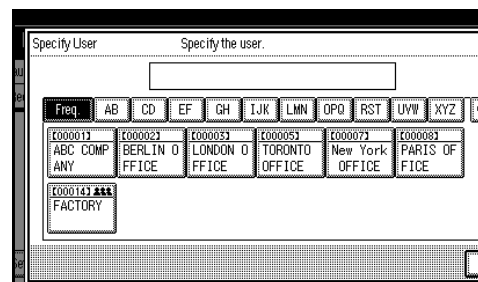 Specify User Specify the user.
Freq. AB CD EF GH IJK LMN OPQ RST UVW XYZ
[00001] [00002] [00003] [00005] [00007] [00008]
ABC COMP BERLIN O LONDON O TORONTO New York PARIS OF
ANY FFICE FFICE OFFICE OFFICE FICE
[00014]
FACTORY